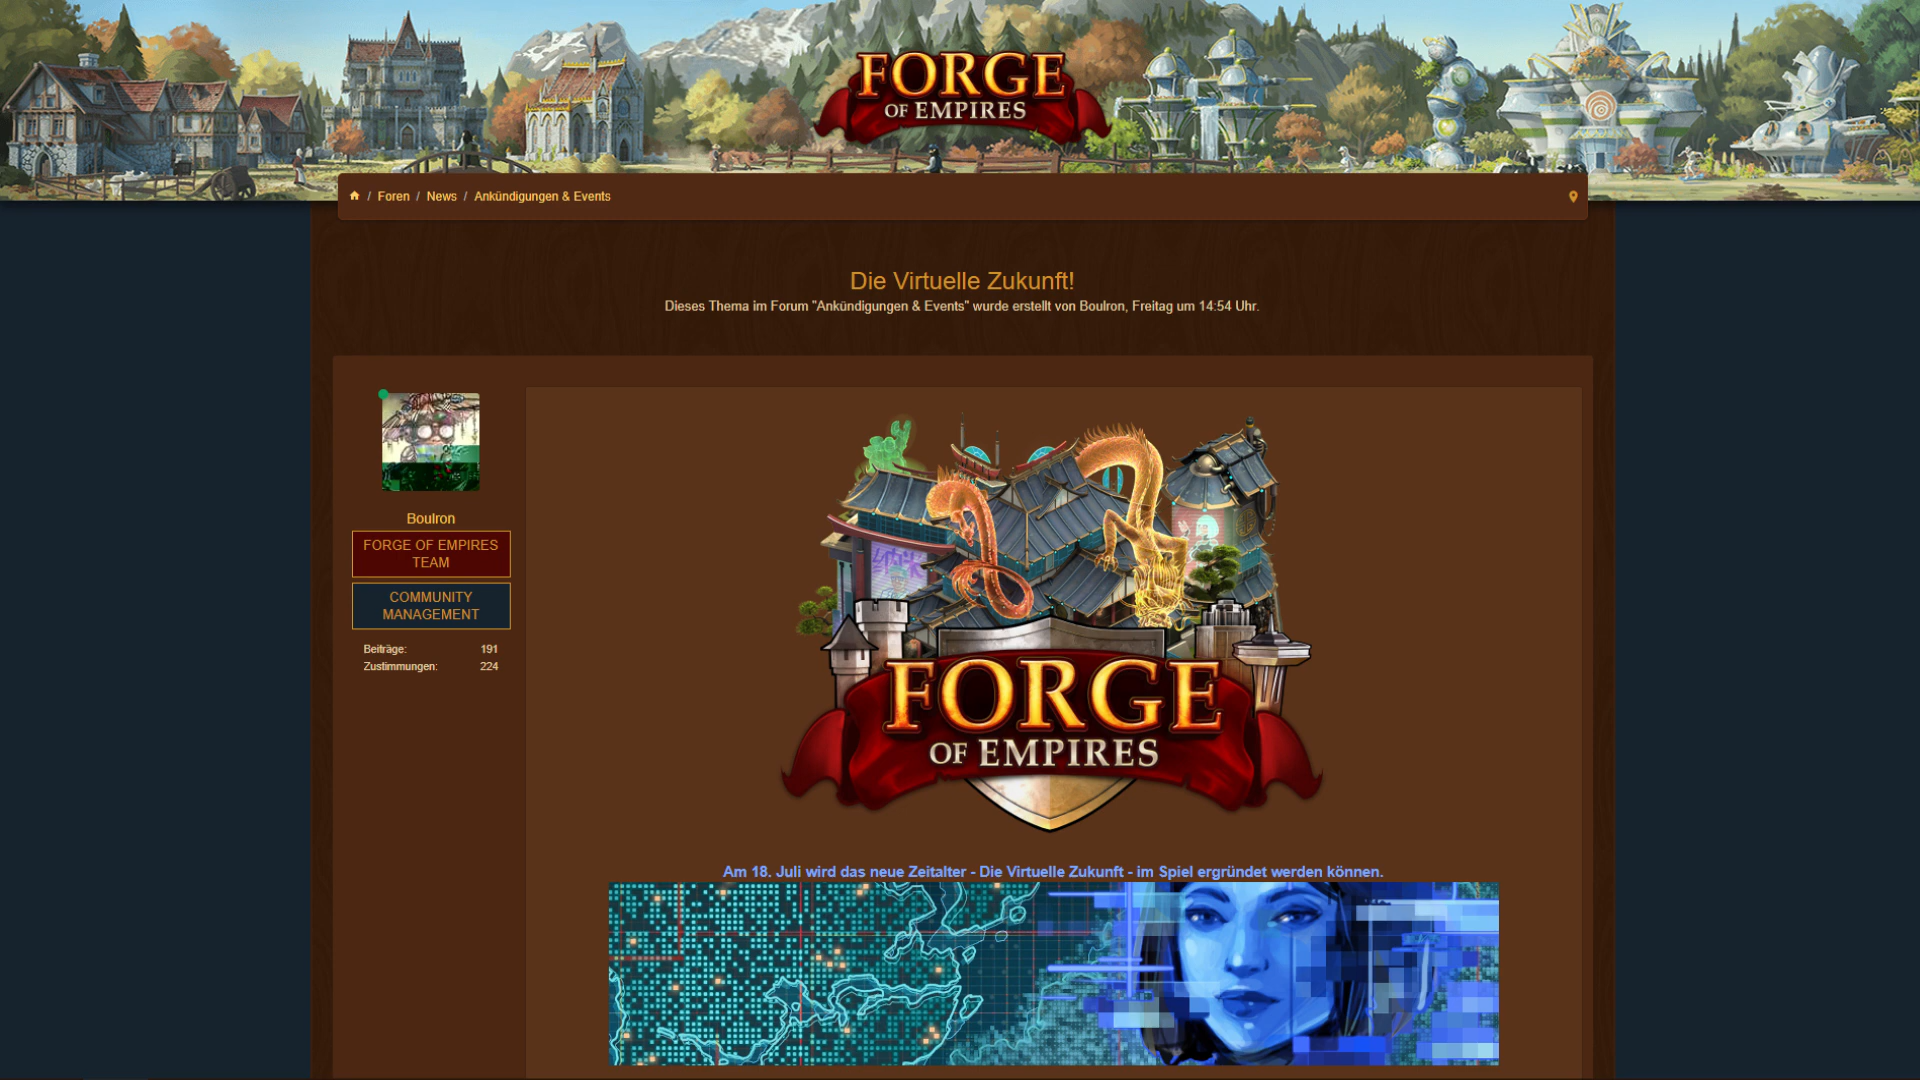 FORGE
OF EMPIRES
/ Foren / News / Ankündigungen & Events
Die Virtuelle Zukunft!
Dieses Thema im Forum "Ankündigungen & Events" wurde erstellt von Boulron, Freitag um 14:54 Uhr.
Boulron
FORGE OF EMPIRES
TEAM
COMMUNITY
MANAGEMENT
Beiträge: 191
Zustimmungen: 224
FORGE
OF EMPIRES
Am 18. Juli wird das neue Zeitalter - Die Virtuelle Zukunft - im Spiel ergründet werden können.